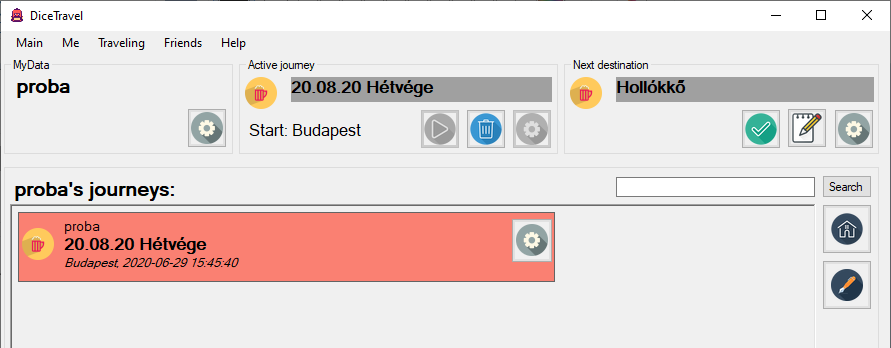 DiceTravel
Main Me Traveling Friends Help
MyData
proba
Active journey
20.08.20 Hétvége
Start: Budapest
Next destination
Hollókkő
proba's journeys:
Search
proba
20.08.20 Hétvége
Budapest, 2020-06-29 15:45:40